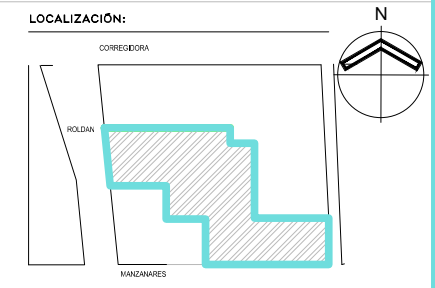 LOCALIZACIÓN:
N
CORREGIDORA
ROLDAN
MANZANARES